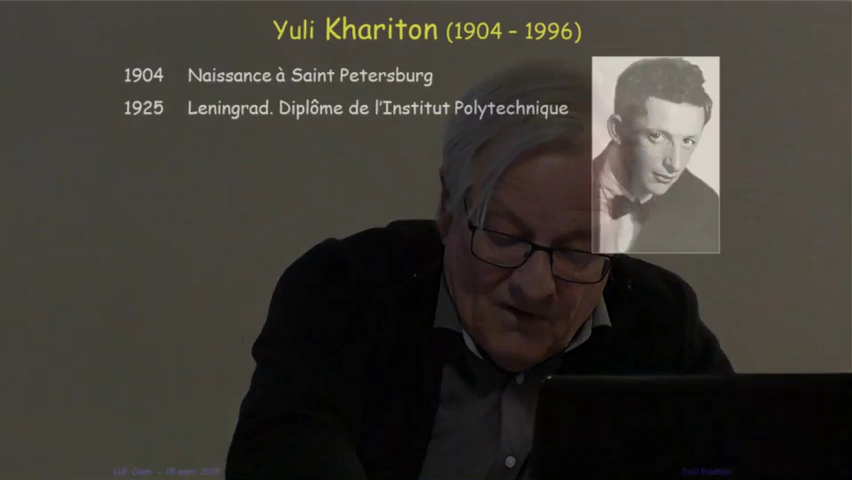 Yuli Khariton (1904 – 1996)
1904 Naissance à Saint Petersburg
1925 Leningrad. Diplôme de l'Institut Polytechnique